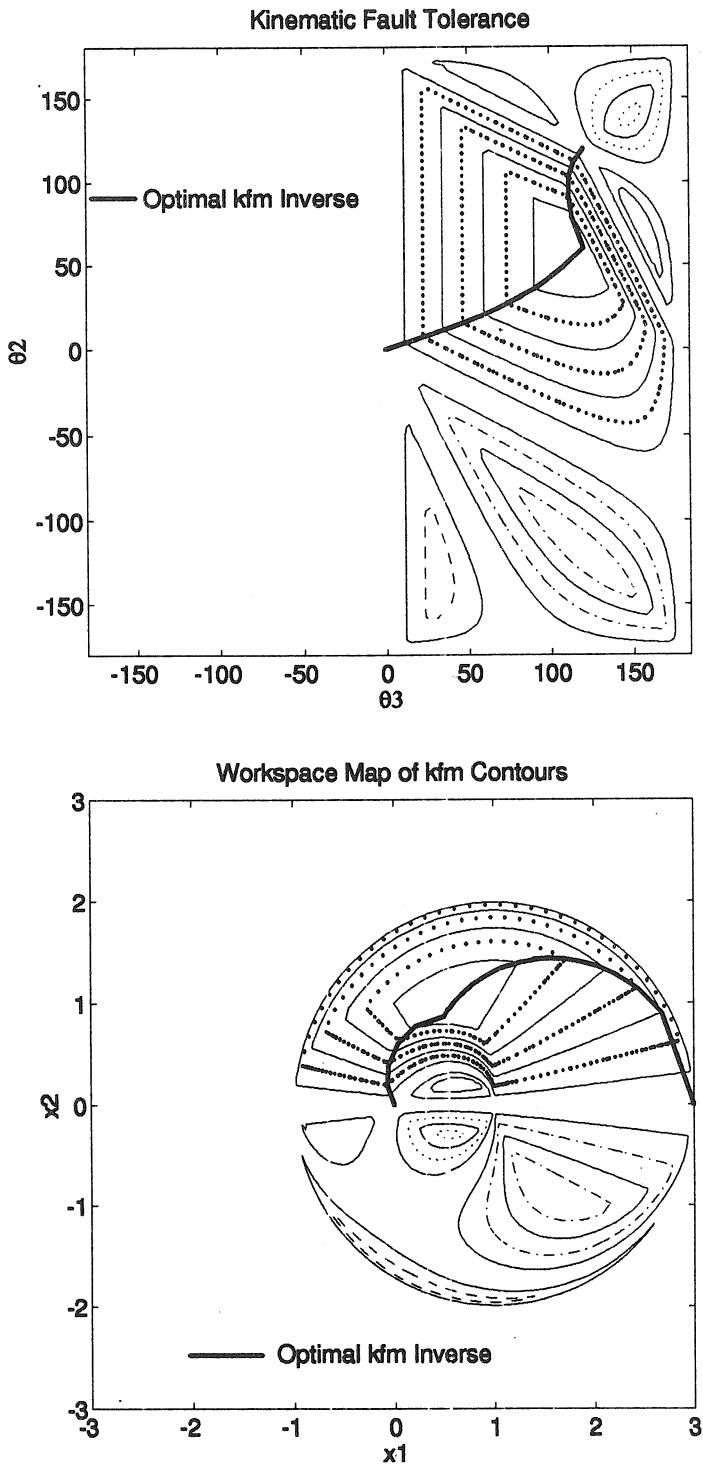 Kinematic Fault Tolerance
150
100
50
0
-50
-100
-150
θ2
Optimal kfm Inverse
-150 -100 -50 0 50 100 150
θ3
Workspace Map of kfm Contours
3
2
1
0
-1
-2
-3
x2
Optimal kfm Inverse
-3 -2 -1 0 1 2 3
x1